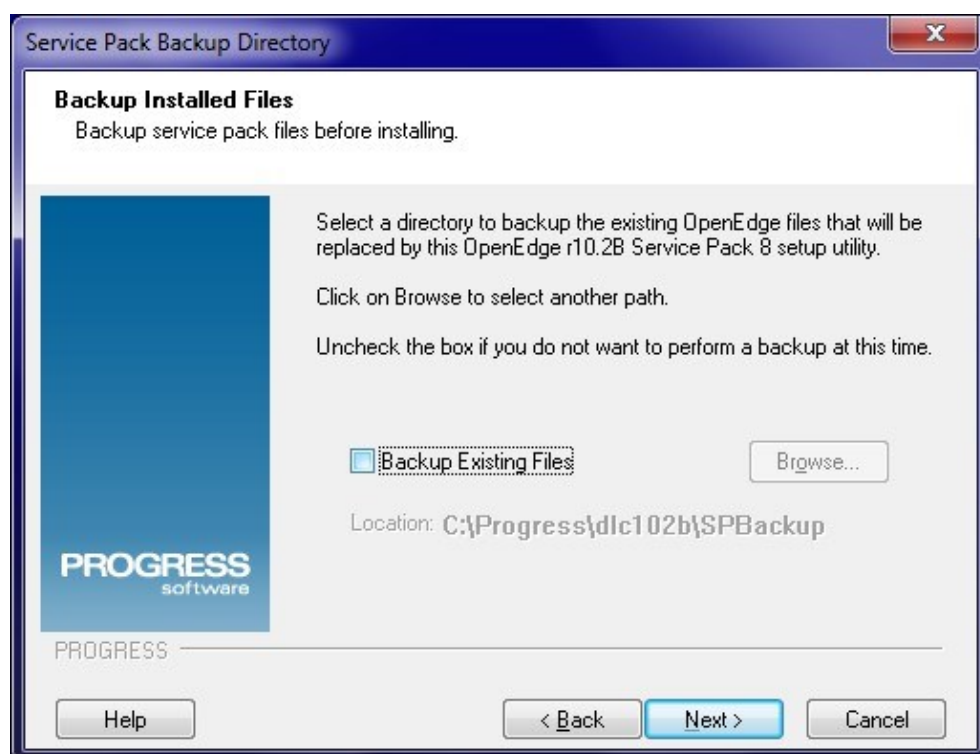 Service Pack Backup Directory
X
Backup Installed Files
Backup service pack files before installing.
Select a directory to backup the existing OpenEdge files that will be
replaced by this OpenEdge r10.2B Service Pack 8 setup utility.
Click on Browse to select another path.
Uncheck the box if you do not want to perform a backup at this time.
Backup Existing Files
Browse...
Location: C:\Progress\dlc102b\SPBackup
PROGRESS
software
PROGRESS
Help
< Back
Next >
Cancel